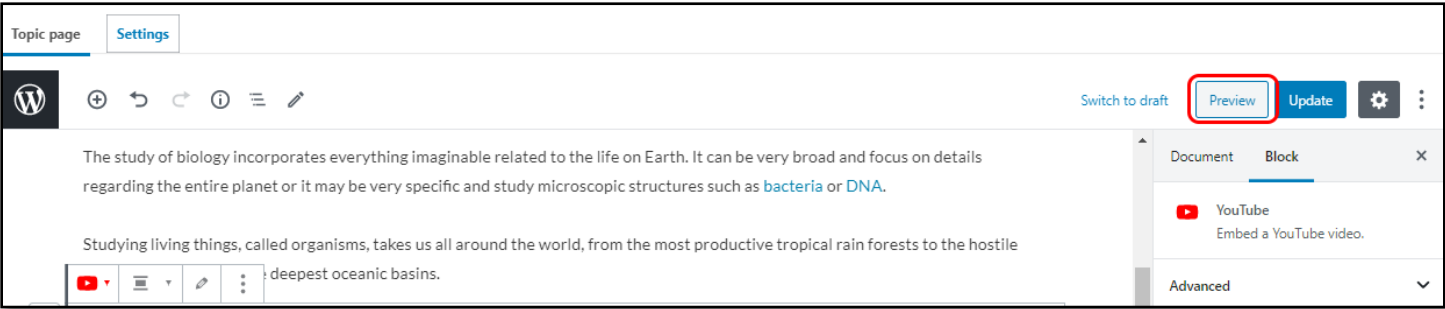 Topic page Settings
Switch to draft Preview Update
The study of biology incorporates everything imaginable related to the life on Earth. It can be very broad and focus on details
regarding the entire planet or it may be very specific and study microscopic structures such as bacteria or DNA.
Studying living things, called organisms, takes us all around the world, from the most productive tropical rain forests to the hostile
deepest oceanic basins.
Document Block
YouTube
Embed a YouTube video.
Advanced